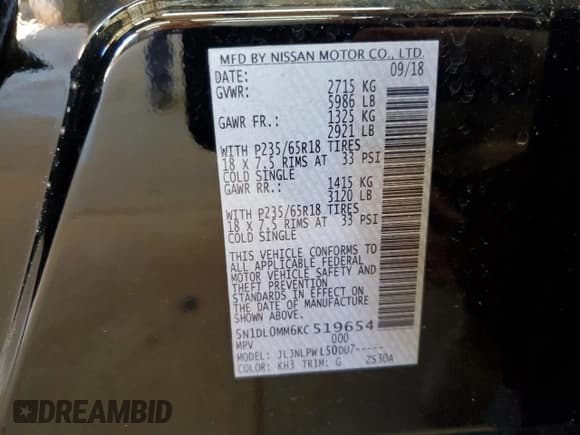 MFD BY NISSAN MOTOR CO., LTD.
DATE: 09/18
GVWR: 2715 KG
5986 LB
GAWR FR.: 1325 KG
2921 LB
WITH P235/65R18 TIRES
18 X 7.5 RIMS AT 33 PSI
COLD SINGLE
GAWR RR.: 1415 KG
3120 LB
WITH P235/65R18 TIRES
18 X 7.5 RIMS AT 33 PSI
COLD SINGLE
THIS VEHICLE CONFORMS TO
ALL APPLICABLE FEDERAL
MOTOR VEHICLE SAFETY AND
THEFT PREVENTION
STANDARDS IN EFFECT ON
THE DATE OF MANUFACTURE
SHOWN ABOVE.
5N1DL0MM6KC519654
MPV 000
MODEL: JLJNLPWL50DU7-----
COLOR: KH3 TRIM: G ZS30A
DREAMBID